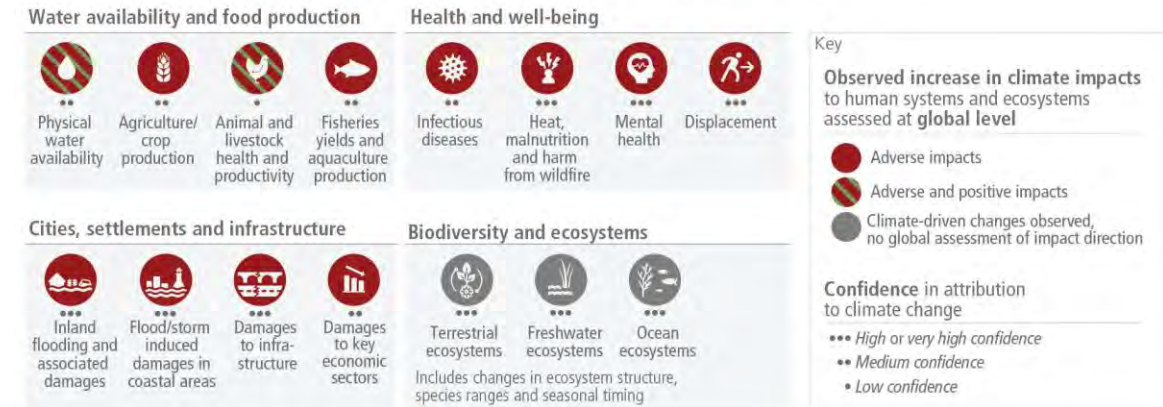 Water availability and food production
Physical
water
availability
Agriculture/
crop
production
Animal and
livestock
health and
productivity
Fisheries
yields and
aquaculture
production
Health and well-being
Infectious
diseases
Heat,
malnutrition
and harm
from wildfire
Mental
health
Displacement
Cities, settlements and infrastructure
Inland
flooding and
associated
damages
Flood/storm
induced
damages in
coastal areas
Damages
to infra-
structure
Damages
to key
economic
sectors
Biodiversity and ecosystems
Terrestrial
ecosystems
Freshwater
ecosystems
Ocean
ecosystems
Includes changes in ecosystem structure,
species ranges and seasonal timing
Key
Observed increase in climate impacts
to human systems and ecosystems
assessed at global level
Adverse impacts
Adverse and positive impacts
Climate-driven changes observed,
no global assessment of impact direction
Confidence in attribution
to climate change
••• High or very high confidence
•• Medium confidence
• Low confidence